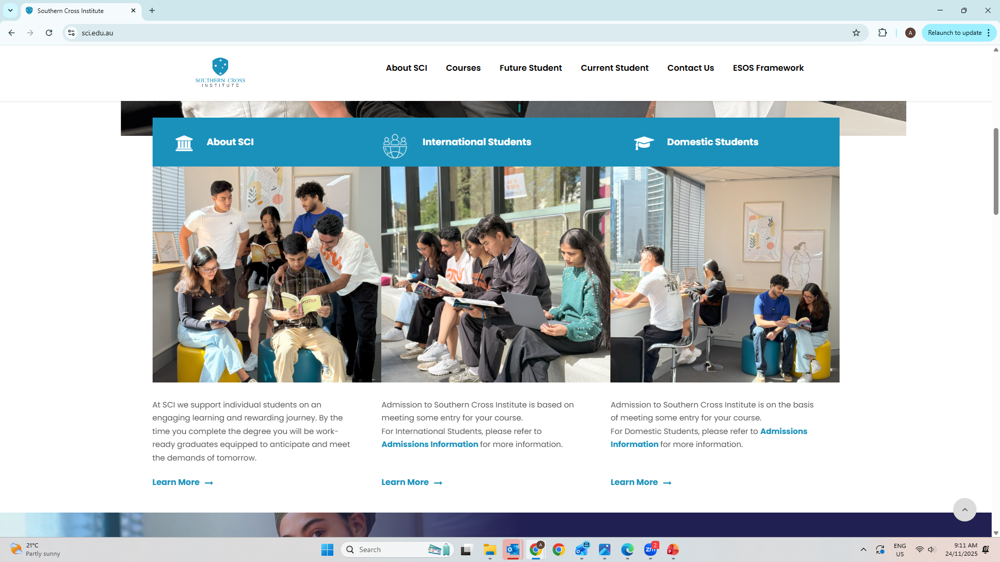 Southern Cross Institute
sci.edu.au
A
Relaunch to update
SOUTHERN CROSS
INSTITUTE
About SCI
Courses
Future Student
Current Student
Contact Us
ESOS Framework
About SCI
International Students
Domestic Students
At SCI we support individual students on an
engaging learning and rewarding journey. By the
time you complete the degree you will be work-
ready graduates equipped to anticipate and meet
the demands of tomorrow.
Learn More
Admission to Southern Cross Institute is based on
meeting some entry for your course.
For International Students, please refer to
Admissions Information for more information.
Learn More
Admission to Southern Cross Institute is on the basis
of meeting some entry for your course.
For Domestic Students, please refer to Admissions
Information for more information.
Learn More
21°C
Partly sunny
Search
A
zm
2
ENG
US
9:11 AM
24/11/2025